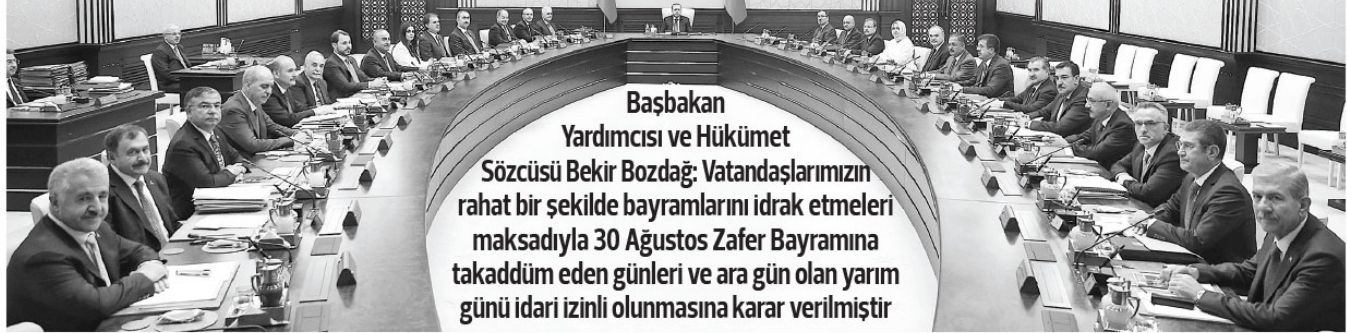 Başbakan
Yardımcısı ve Hükümet
Sözcüsü Bekir Bozdağ: Vatandaşlarımızın
rahat bir şekilde bayramlarını idrak etmeleri
maksadıyla 30 Ağustos Zafer Bayramına
takaddüm eden günleri ve ara gün olan yarım
günü idari izinli olunmasına karar verilmiştir